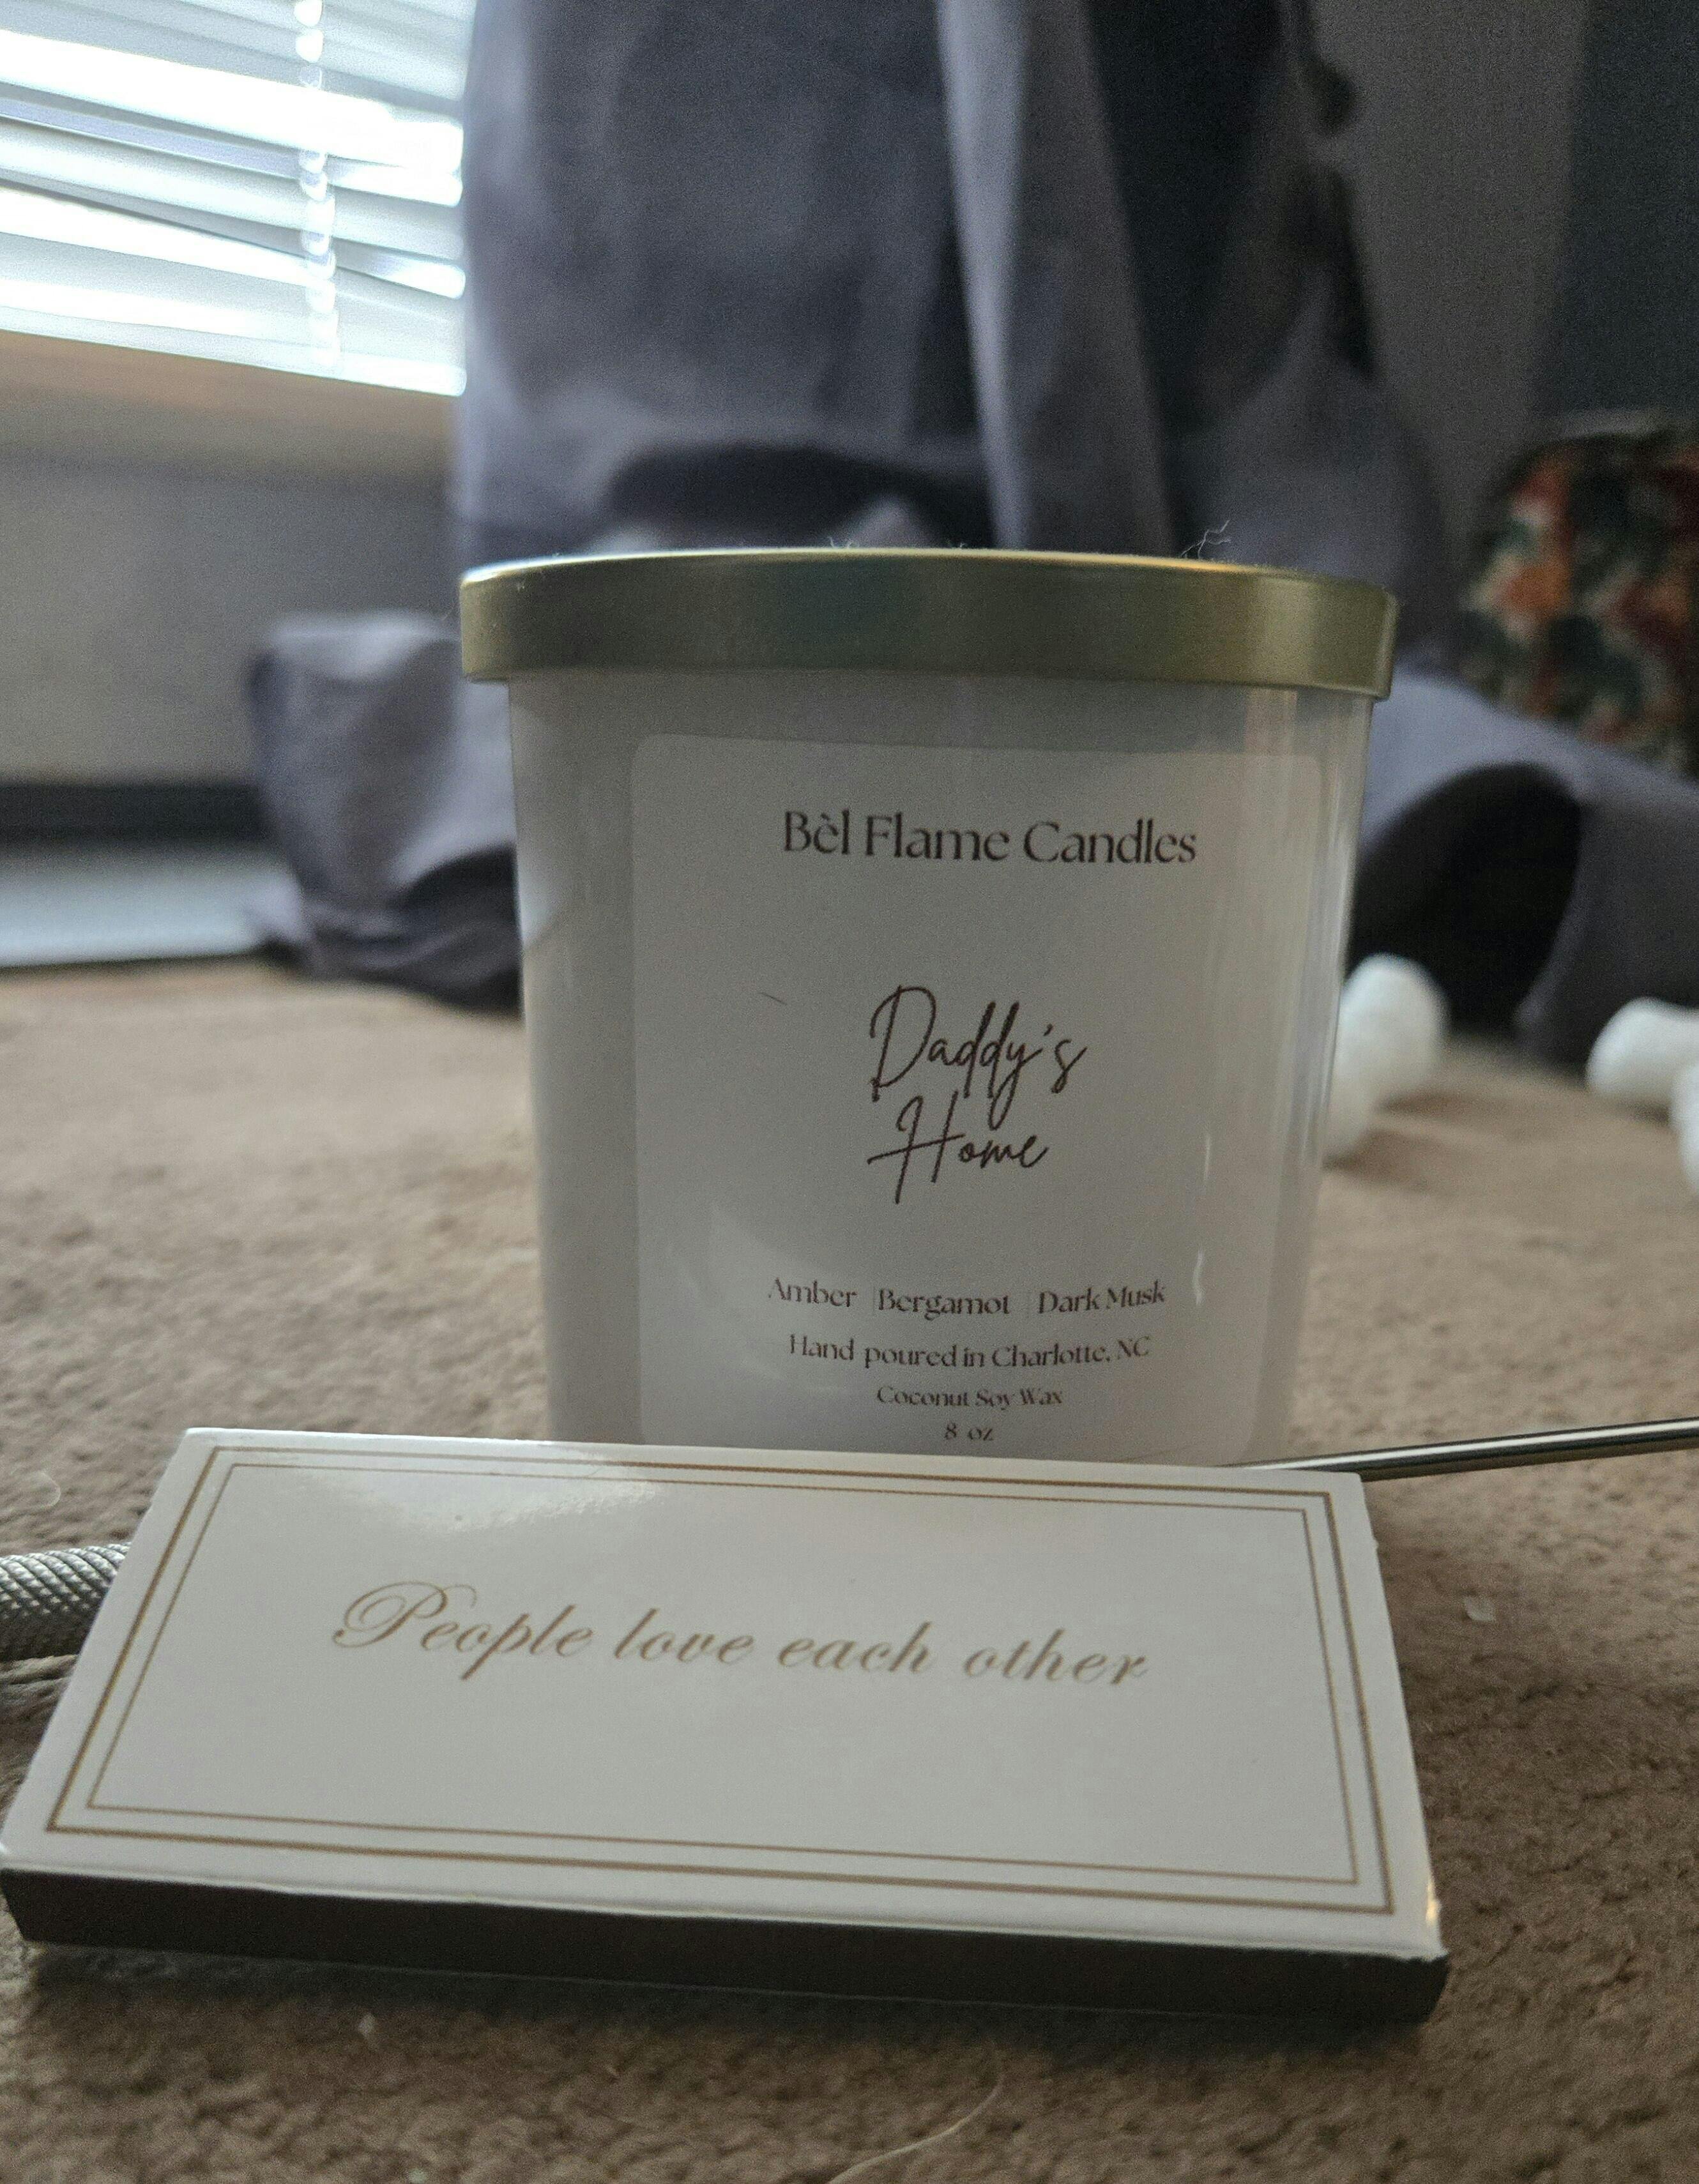 Bèl Flame Candles
Daddy's
Home
Amber | Bergamot | Dark Musk
Hand poured in Charlotte, NC
Coconut Soy Wax
8 oz
People love each other